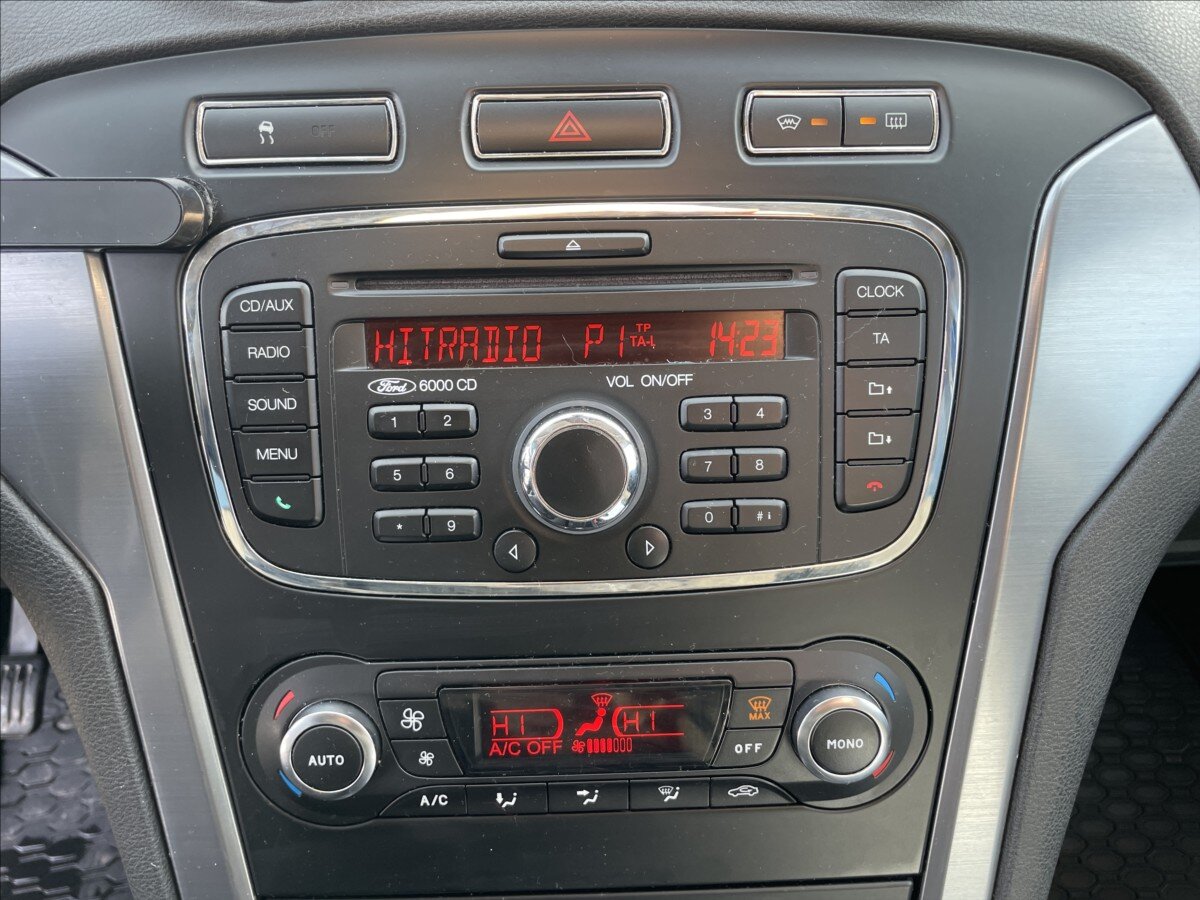 OFF
CD/AUX
RADIO
SOUND
MENU
HITRADIO P1 TP TA-L 14:23
Ford 6000 CD
VOL ON/OFF
CLOCK
TA
1 2
3 4
5 6
7 8
* 9
0 # i
HI HI
A/C OFF
AUTO
MAX
OFF
MONO
A/C